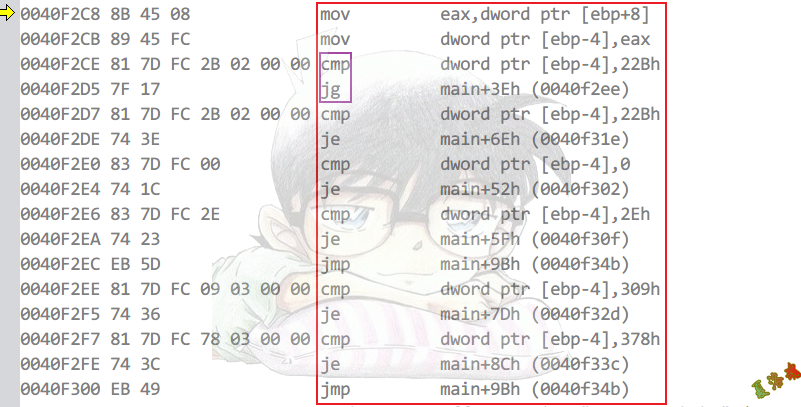 0040F2C8 8B 45 08 mov eax,dword ptr [ebp+8]
0040F2CB 89 45 FC mov dword ptr [ebp-4],eax
0040F2CE 81 7D FC 2B 02 00 00 cmp dword ptr [ebp-4],22Bh
0040F2D5 7F 17 jg main+3Eh (0040f2ee)
0040F2D7 81 7D FC 2B 02 00 00 cmp dword ptr [ebp-4],22Bh
0040F2DE 74 3E je main+6Eh (0040f31e)
0040F2E0 83 7D FC 00 cmp dword ptr [ebp-4],0
0040F2E4 74 1C je main+52h (0040f302)
0040F2E6 83 7D FC 2E cmp dword ptr [ebp-4],2Eh
0040F2EA 74 23 je main+5Fh (0040f30f)
0040F2EC EB 5D jmp main+9Bh (0040f34b)
0040F2EE 81 7D FC 09 03 00 00 cmp dword ptr [ebp-4],309h
0040F2F5 74 36 je main+7Dh (0040f32d)
0040F2F7 81 7D FC 78 03 00 00 cmp dword ptr [ebp-4],378h
0040F2FE 74 3C je main+8Ch (0040f33c)
0040F300 EB 49 jmp main+9Bh (0040f34b)